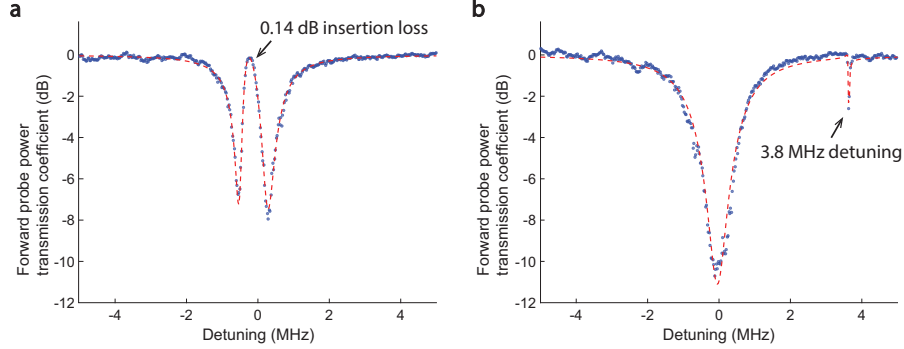 a
0.14 dB insertion loss
0
-2
-4
-6
-8
-10
-12
-4
-2
0
2
4
Forward probe power
transmission coefficient (dB)
Detuning (MHz)
b
3.8 MHz detuning
0
-2
-4
-6
-8
-10
-12
-4
-2
0
2
4
Forward probe power
transmission coefficient (dB)
Detuning (MHz)